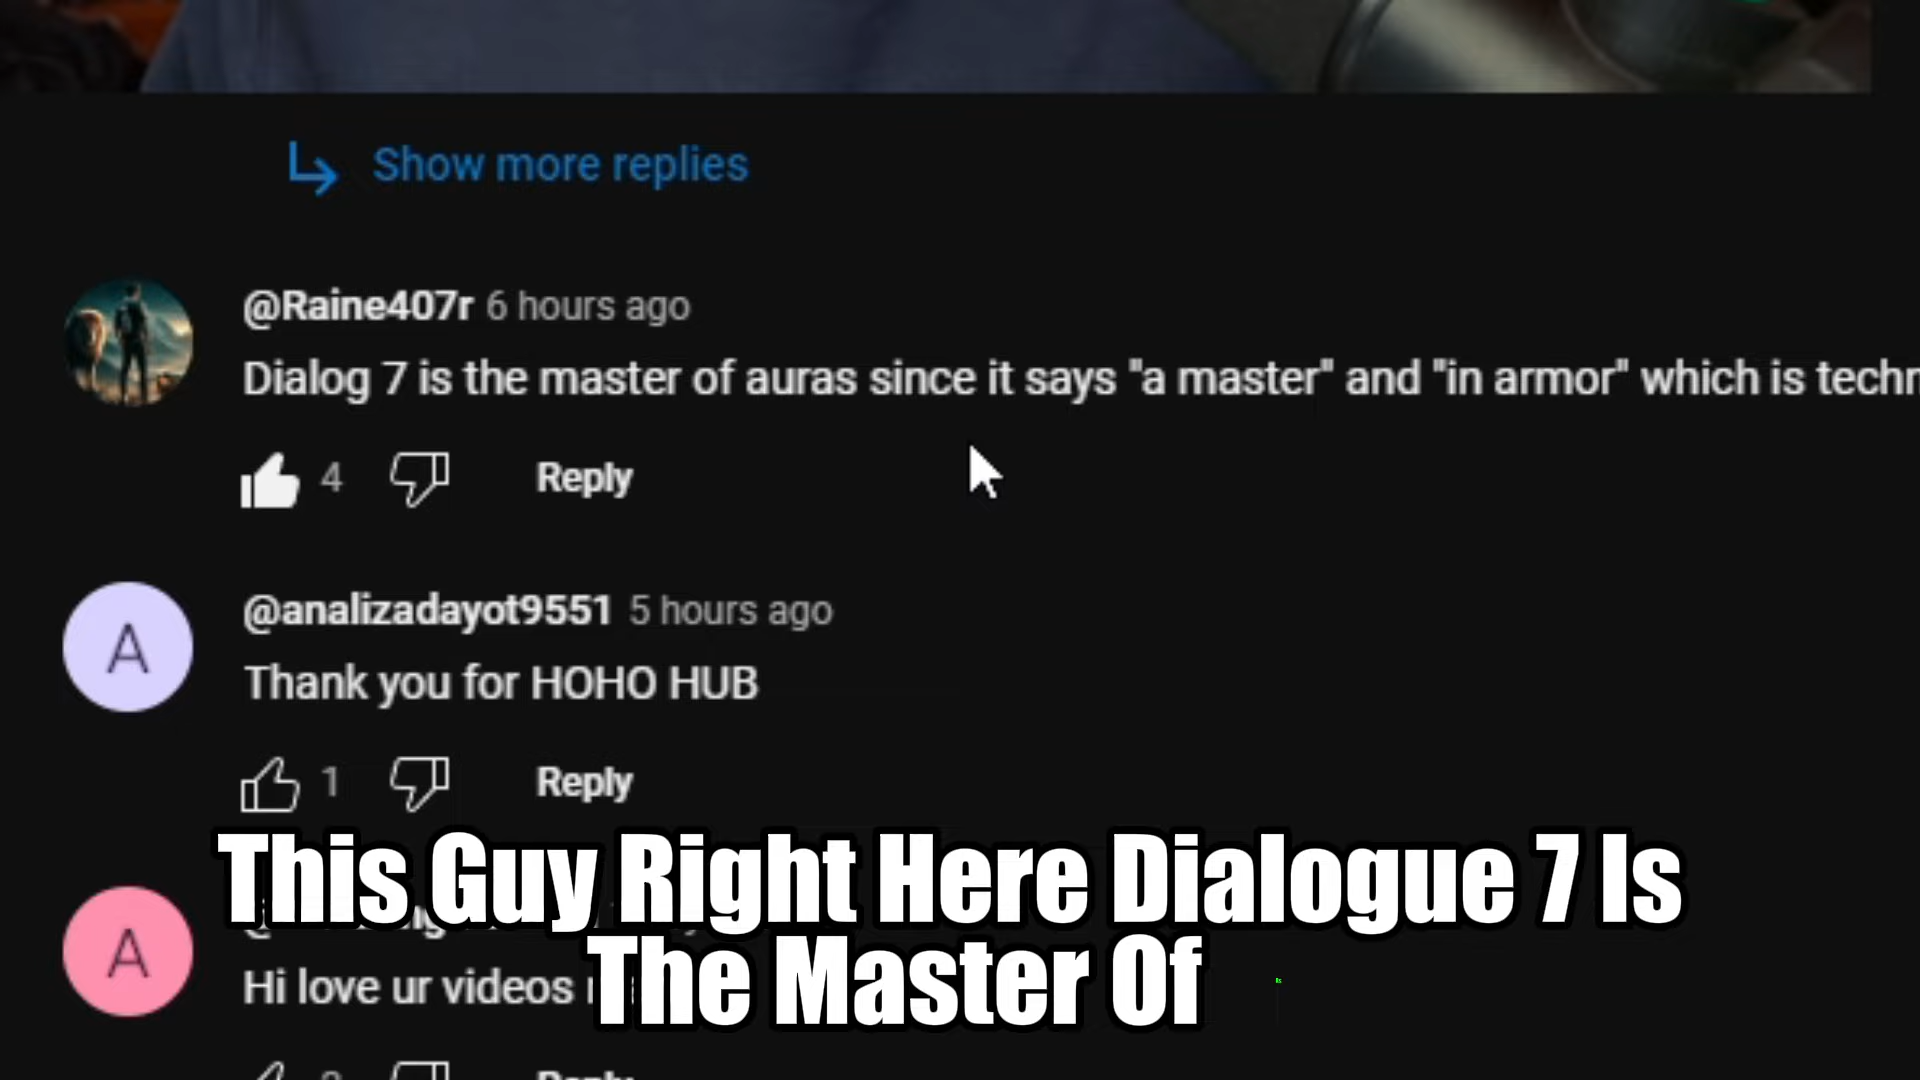 Show more replies
@Raine407r 6 hours ago
Dialog 7 is the master of auras since it says "a master" and "in armor" which is
4 Reply
@analizadayot9551 5 hours ago
Thank you for HOHO HUB
1 Reply
This Guy Right Here Dialogue 7 Is
The Master Of
A
A
Hi love ur videos
Reply